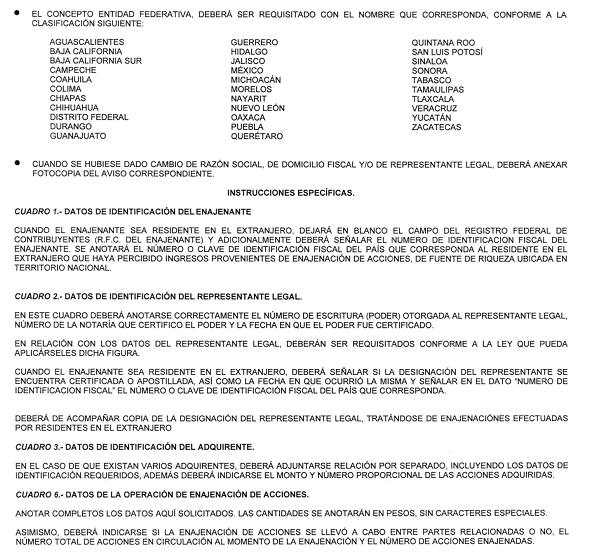 ● EL CONCEPTO ENTIDAD FEDERATIVA, DEBERÁ SER REQUISITADO CON EL NOMBRE QUE CORRESPONDA, CONFORME A LA
CLASIFICACIÓN SIGUIENTE:
AGUASCALIENTES GUERRERO QUINTANA ROO
BAJA CALIFORNIA HIDALGO SAN LUIS POTOSÍ
BAJA CALIFORNIA SUR JALISCO SINALOA
CAMPECHE MÉXICO SONORA
COAHUILA MICHOACÁN TABASCO
COLIMA MORELOS TAMAULIPAS
CHIAPAS NAYARIT TLAXCALA
CHIHUAHUA NUEVO LEÓN VERACRUZ
DISTRITO FEDERAL OAXACA YUCATÁN
DURANGO PUEBLA ZACATECAS
GUANAJUATO QUERÉTARO
● CUANDO SE HUBIESE DADO CAMBIO DE RAZÓN SOCIAL, DE DOMICILIO FISCAL Y/O DE REPRESENTANTE LEGAL, DEBERÁ ANEXAR
FOTOCOPIA DEL AVISO CORRESPONDIENTE.
INSTRUCCIONES ESPECÍFICAS.
CUADRO 1.- DATOS DE IDENTIFICACIÓN DEL ENAJENANTE
CUANDO EL ENAJENANTE SEA RESIDENTE EN EL EXTRANJERO, DEJARÁ EN BLANCO EL CAMPO DEL REGISTRO FEDERAL DE
CONTRIBUYENTES (R.F.C. DEL ENAJENANTE) Y ADICIONALMENTE DEBERÁ SEÑALAR EL NUMERO DE IDENTIFICACION FISCAL DEL
ENAJENANTE. SE ANOTARÁ EL NÚMERO O CLAVE DE IDENTIFICACIÓN FISCAL DEL PAÍS QUE CORRESPONDA AL RESIDENTE EN EL
EXTRANJERO QUE HAYA PERCIBIDO INGRESOS PROVENIENTES DE ENAJENACIÓN DE ACCIONES, DE FUENTE DE RIQUEZA UBICADA EN
TERRITORIO NACIONAL.
CUADRO 2.- DATOS DE IDENTIFICACIÓN DEL REPRESENTANTE LEGAL.
EN ESTE CUADRO DEBERÁ ANOTARSE CORRECTAMENTE EL NÚMERO DE ESCRITURA (PODER) OTORGADA AL REPRESENTANTE LEGAL,
NÚMERO DE LA NOTARÍA QUE CERTIFICO EL PODER Y LA FECHA EN QUE EL PODER FUE CERTIFICADO.
EN RELACIÓN CON LOS DATOS DEL REPRESENTANTE LEGAL, DEBERÁN SER REQUISITADOS CONFORME A LA LEY QUE PUEDA
APLICÁRSELES DICHA FIGURA.
CUANDO EL ENAJENANTE SEA RESIDENTE EN EL EXTRANJERO, DEBERÁ SEÑALAR SI LA DESIGNACIÓN DEL REPRESENTANTE SE
ENCUENTRA CERTIFICADA O APOSTILLADA, ASÍ COMO LA FECHA EN QUE OCURRIÓ LA MISMA Y SEÑALAR EN EL DATO "NUMERO DE
IDENTIFICACION FISCAL" EL NÚMERO O CLAVE DE IDENTIFICACIÓN FISCAL DEL PAÍS QUE CORRESPONDA.
DEBERÁ DE ACOMPAÑAR COPIA DE LA DESIGNACIÓN DEL REPRESENTANTE LEGAL, TRATÁNDOSE DE ENAJENACIÓNES EFECTUADAS
POR RESIDENTES EN EL EXTRANJERO
CUADRO 3.- DATOS DE IDENTIFICACIÓN DEL ADQUIRENTE.
EN EL CASO DE QUE EXISTAN VARIOS ADQUIRENTES, DEBERÁ ADJUNTARSE RELACIÓN POR SEPARADO, INCLUYENDO LOS DATOS DE
IDENTIFICACIÓN REQUERIDOS, ADEMÁS DEBERÁ INDICARSE EL MONTO Y NÚMERO PROPORCIONAL DE LAS ACCIONES ADQUIRIDAS.
CUADRO 6.- DATOS DE LA OPERACIÓN DE ENAJENACIÓN DE ACCIONES.
ANOTAR COMPLETOS LOS DATOS AQUÍ SOLICITADOS. LAS CANTIDADES SE ANOTARÁN EN PESOS, SIN CARACTERES ESPECIALES.
ASIMISMO, DEBERÁ INDICARSE SI LA ENAJENACIÓN DE ACCIONES SE LLEVÓ A CABO ENTRE PARTES RELACIONADAS O NO, EL
NÚMERO TOTAL DE ACCIONES EN CIRCULACIÓN AL MOMENTO DE LA ENAJENACIÓN Y EL NÚMERO DE ACCIONES ENAJENADAS.